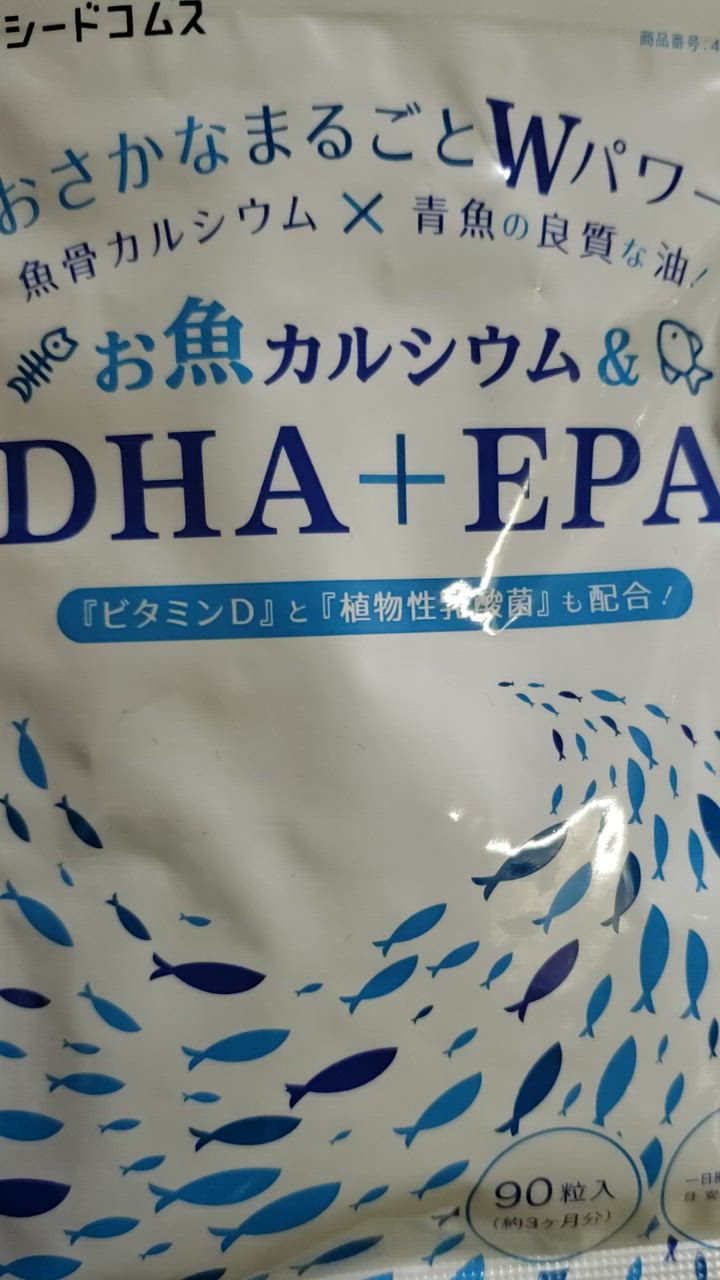 シードコムス
商品番号:4
おさかなまるごとWパワー
魚骨カルシウム×青魚の良質な油!
お魚カルシウム&
DHA+EPA
『ビタミンD』と『植物性乳酸菌』も配合!
90粒入
(約3ヶ月分)
一日
目安